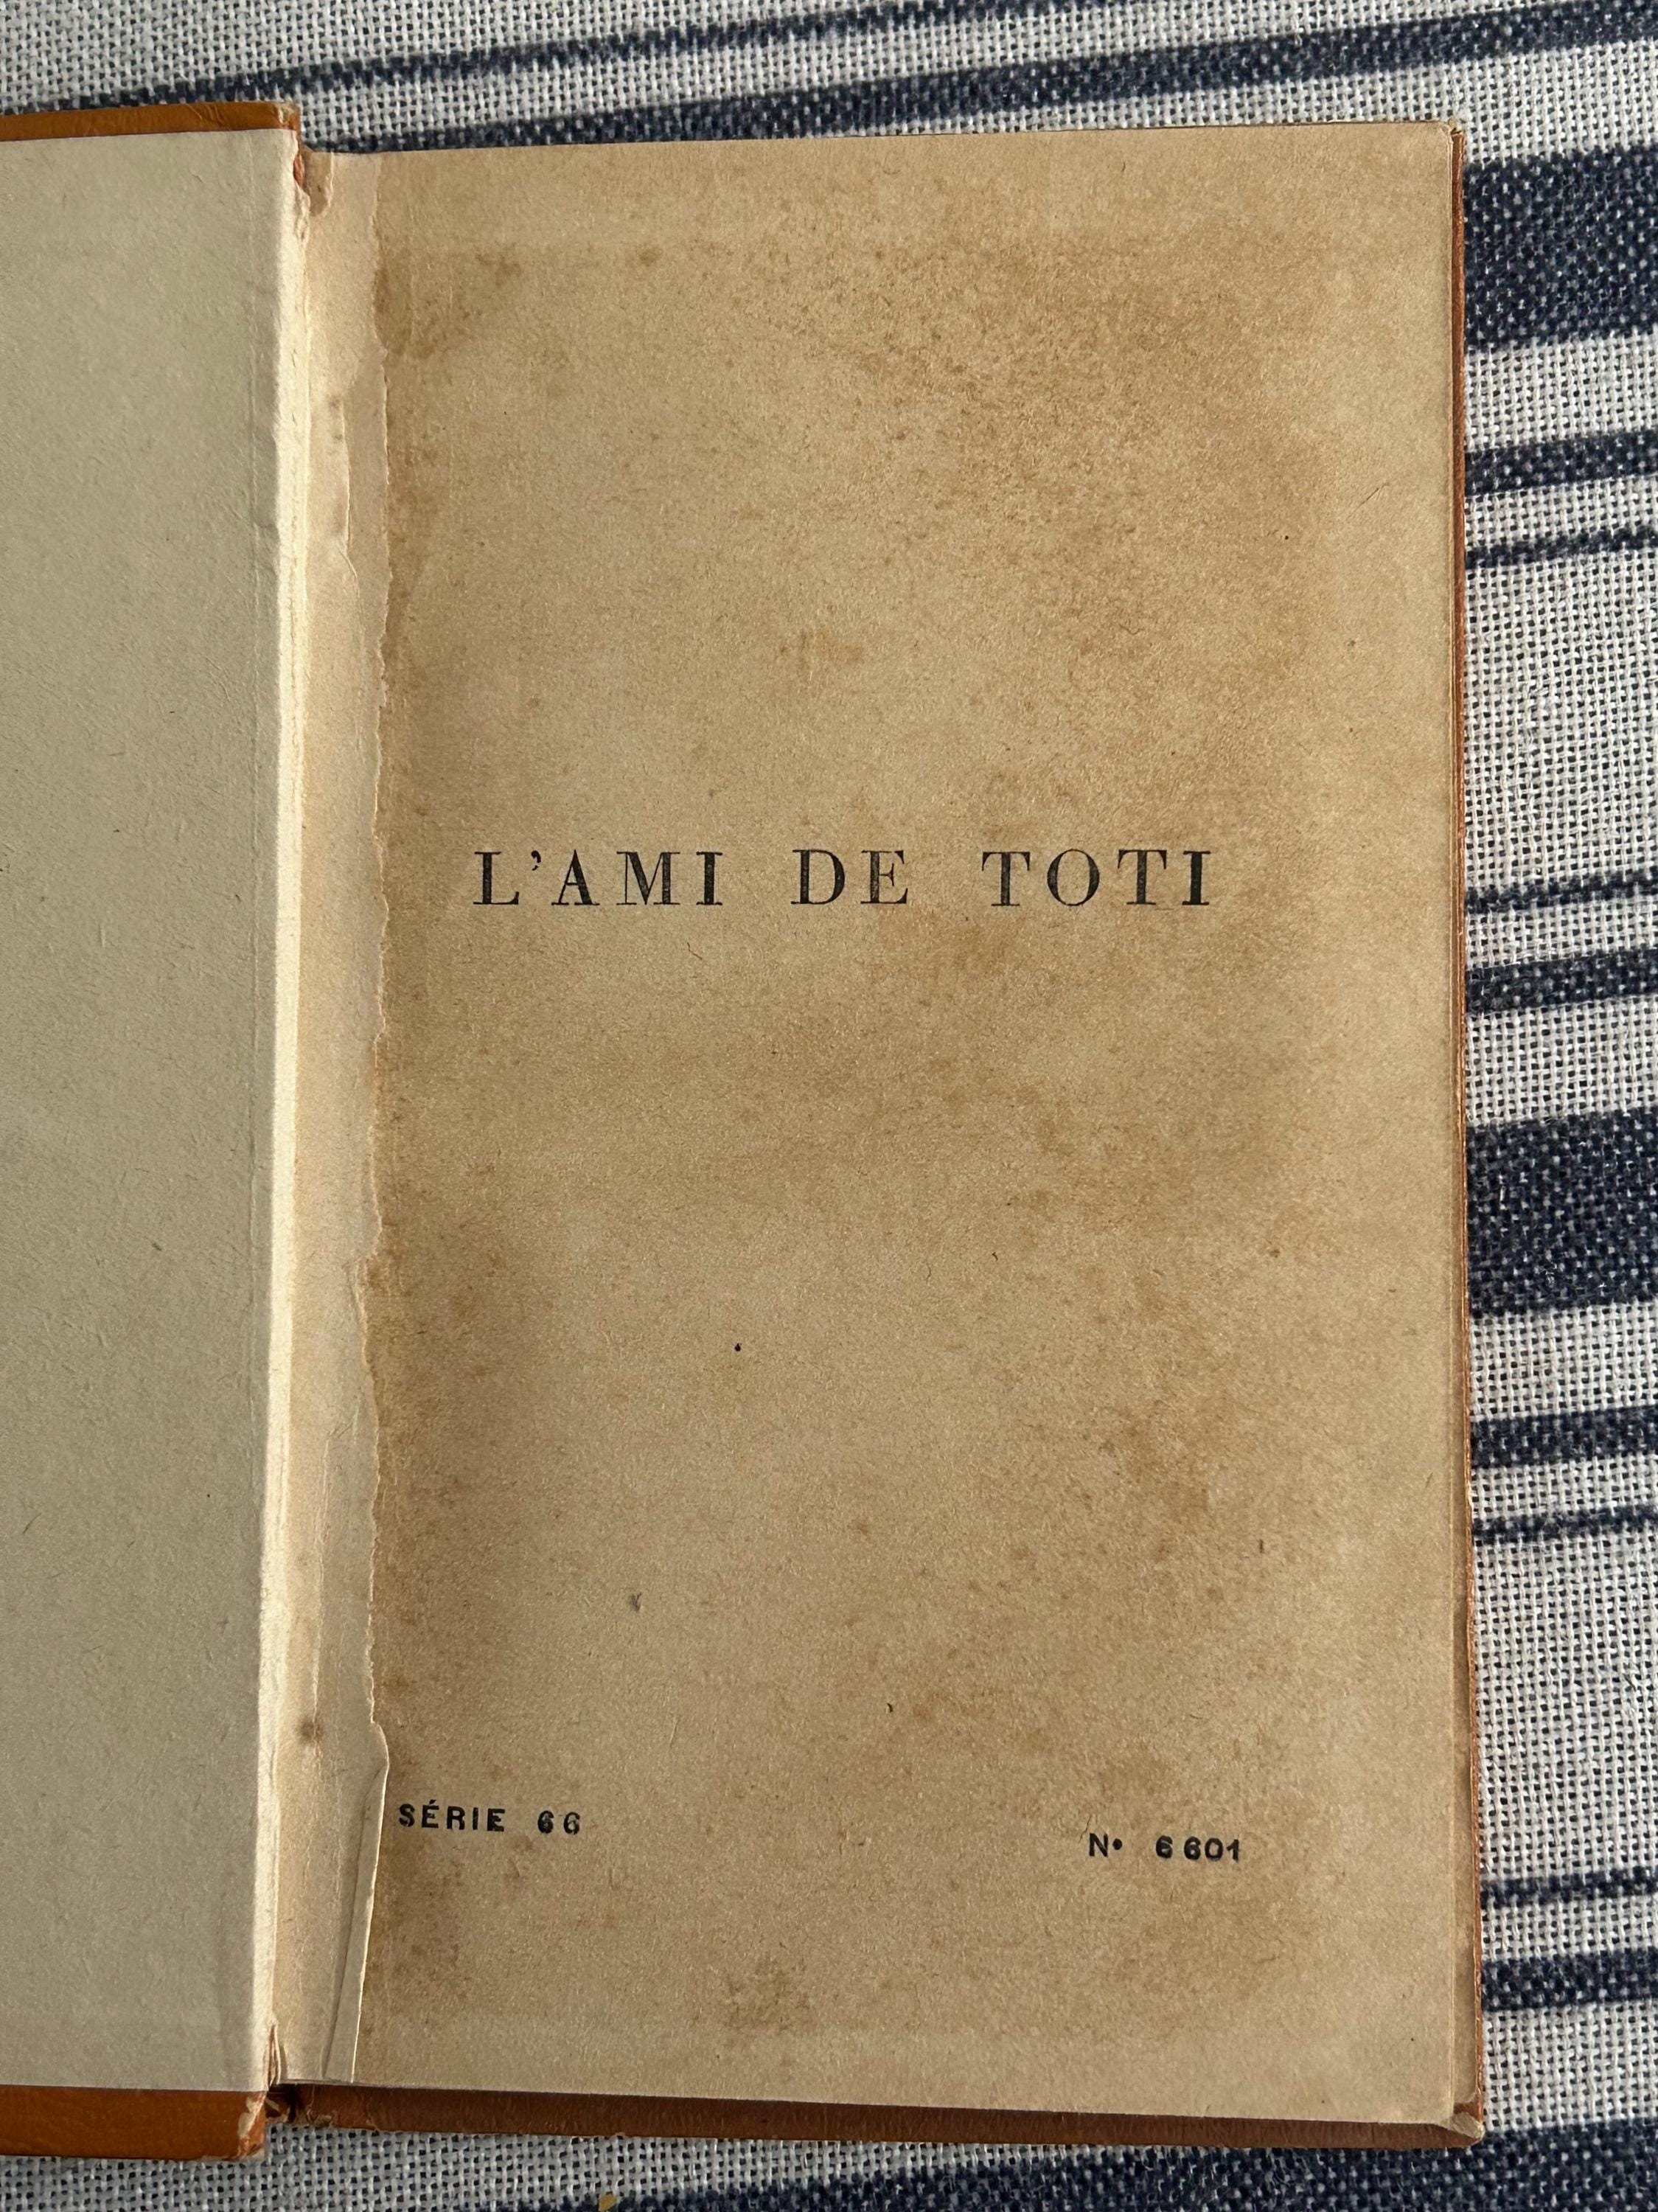 L'AMI DE TOTI
SÉRIE 66
N• 6601